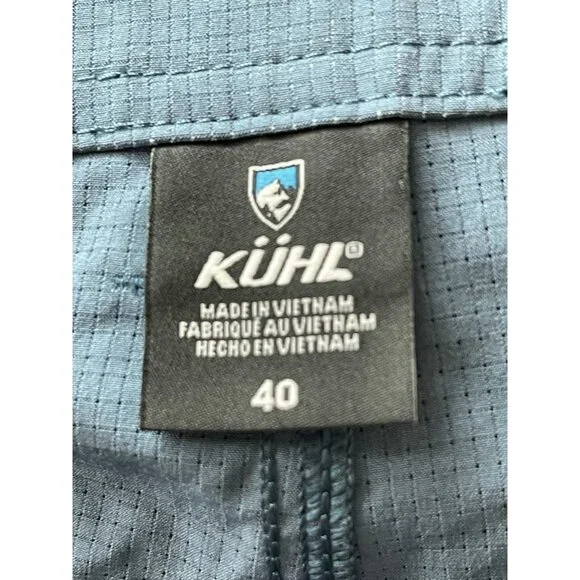 KÜHL
MADE IN VIETNAM
FABRIQUÉ AU VIETNAM
HECHO EN VIETNAM
40